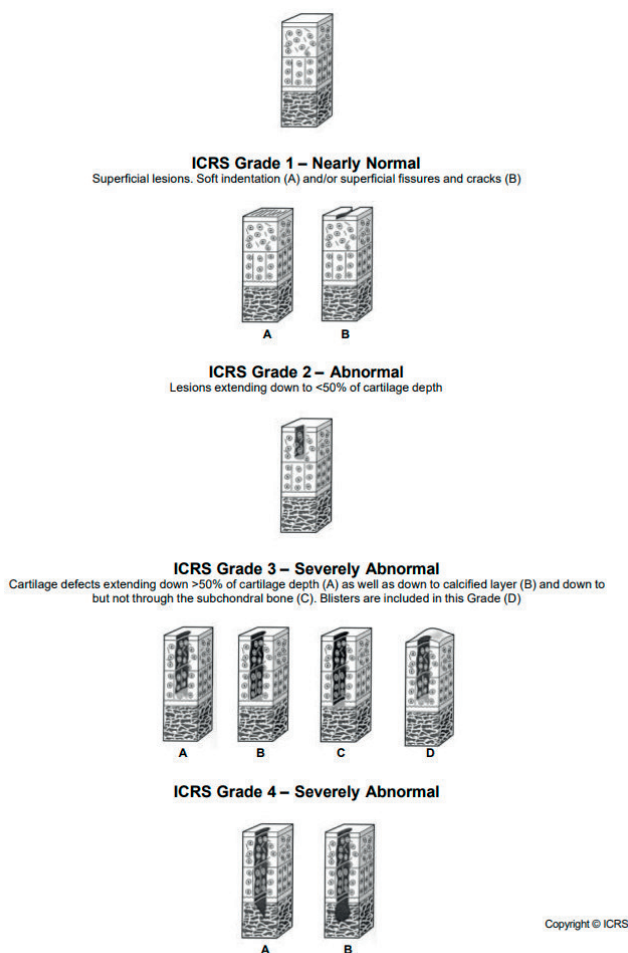 ICRS Grade 1 – Nearly Normal
Superficial lesions. Soft indentation (A) and/or superficial fissures and cracks (B)
A B
ICRS Grade 2 – Abnormal
Lesions extending down to <50% of cartilage depth
ICRS Grade 3 – Severely Abnormal
Cartilage defects extending down >50% of cartilage depth (A) as well as down to calcified layer (B) and down to
but not through the subchondral bone (C). Blisters are included in this Grade (D)
A B C D
ICRS Grade 4 – Severely Abnormal
Copyright © ICRS
A B